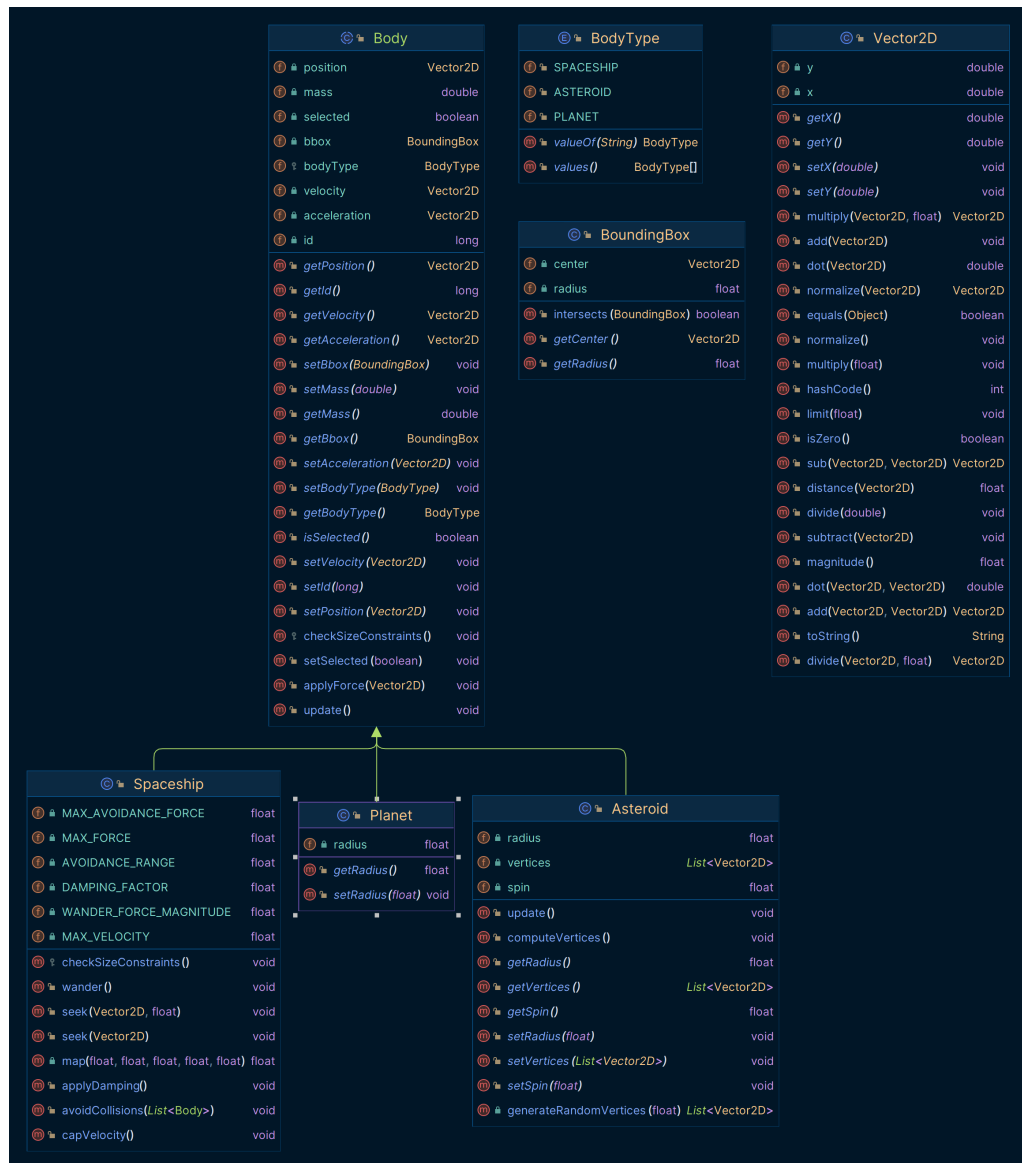 Body
position Vector2D
mass double
selected boolean
bbox BoundingBox
bodyType BodyType
velocity Vector2D
acceleration Vector2D
id long
getPosition() Vector2D
getId() long
getVelocity() Vector2D
getAcceleration() Vector2D
setBbox(BoundingBox) void
setMass(double) void
getMass() double
getBbox() BoundingBox
setAcceleration(Vector2D) void
setBodyType(BodyType) void
getBodyType() BodyType
isSelected() boolean
setVelocity(Vector2D) void
setId(long) void
setPosition(Vector2D) void
checkSizeConstraints() void
setSelected(boolean) void
applyForce(Vector2D) void
update() void
BodyType
SPACESHIP
ASTEROID
PLANET
valueOf(String) BodyType
values() BodyType[]
BoundingBox
center Vector2D
radius float
intersects(BoundingBox) boolean
getCenter() Vector2D
getRadius() float
Vector2D
y double
x double
getX() double
getY() double
setX(double) void
setY(double) void
multiply(Vector2D, float) Vector2D
add(Vector2D) void
dot(Vector2D) double
normalize(Vector2D) Vector2D
equals(Object) boolean
normalize() void
multiply(float) void
hashCode() int
limit(float) void
isZero() boolean
sub(Vector2D, Vector2D) Vector2D
distance(Vector2D) float
divide(double) void
subtract(Vector2D) void
magnitude() float
dot(Vector2D, Vector2D) double
add(Vector2D, Vector2D) Vector2D
toString() String
divide(Vector2D, float) Vector2D
Spaceship
MAX_AVOIDANCE_FORCE float
MAX_FORCE float
AVOIDANCE_RANGE float
DAMPING_FACTOR float
WANDER_FORCE_MAGNITUDE float
MAX_VELOCITY float
checkSizeConstraints() void
wander() void
seek(Vector2D, float) void
seek(Vector2D) void
map(float, float, float, float, float) float
applyDamping() void
avoidCollisions(List<Body>) void
capVelocity() void
Planet
radius float
getRadius() float
setRadius(float) void
Asteroid
radius float
vertices List<Vector2D>
spin float
update() void
computeVertices() void
getRadius() float
getVertices() List<Vector2D>
getSpin() float
setRadius(float) void
setVertices(List<Vector2D>) void
setSpin(float) void
generateRandomVertices(float) List<Vector2D>